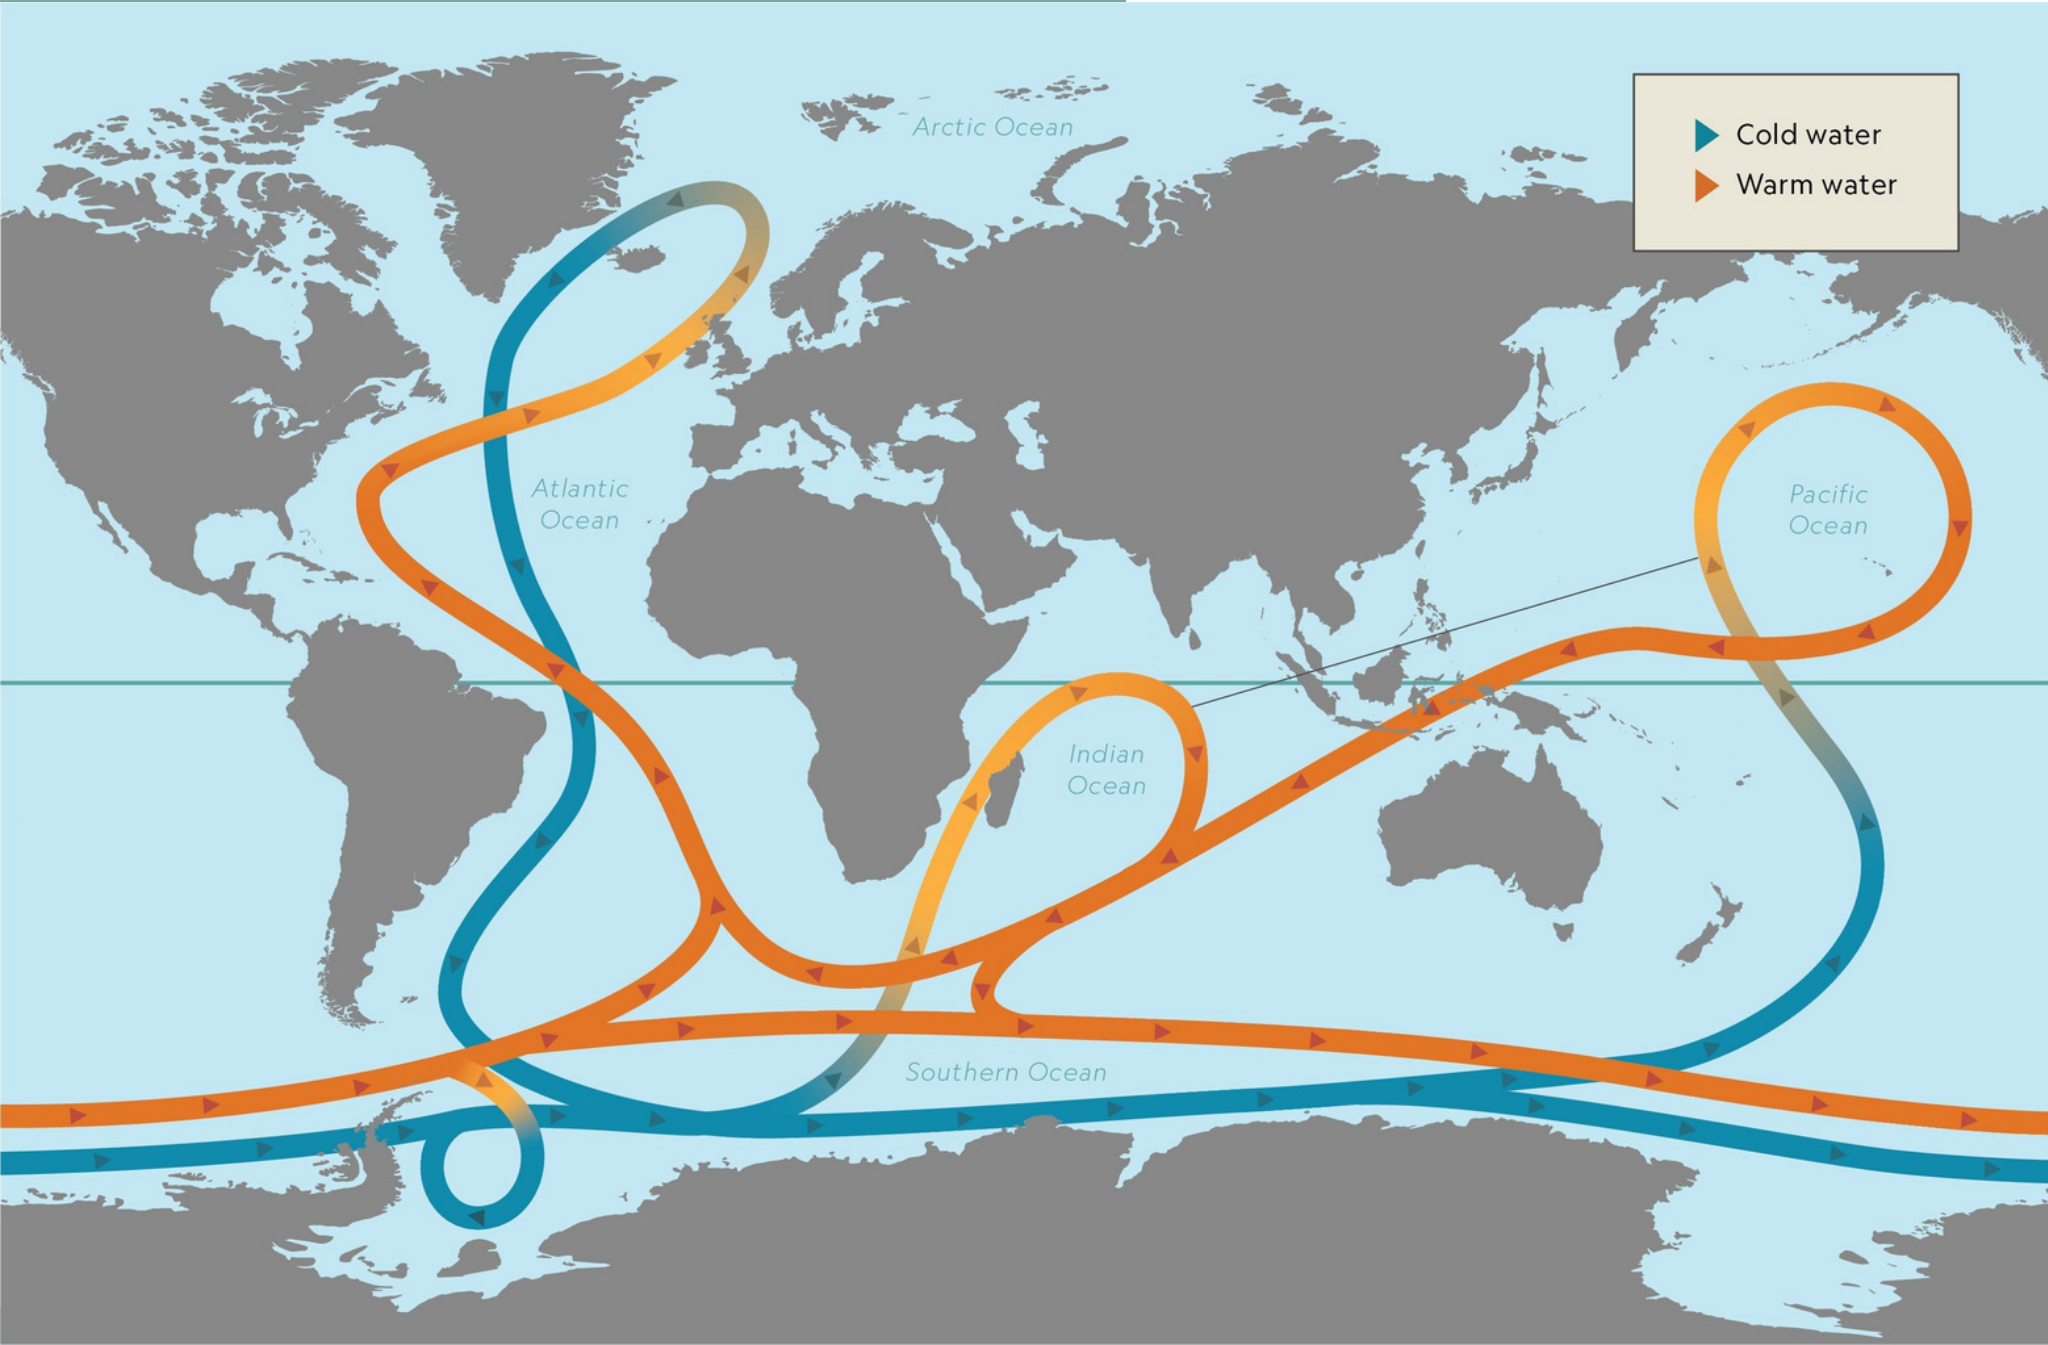 Arctic Ocean
Cold water
Warm water
Atlantic
Ocean
Pacific
Ocean
Indian
Ocean
Southern Ocean